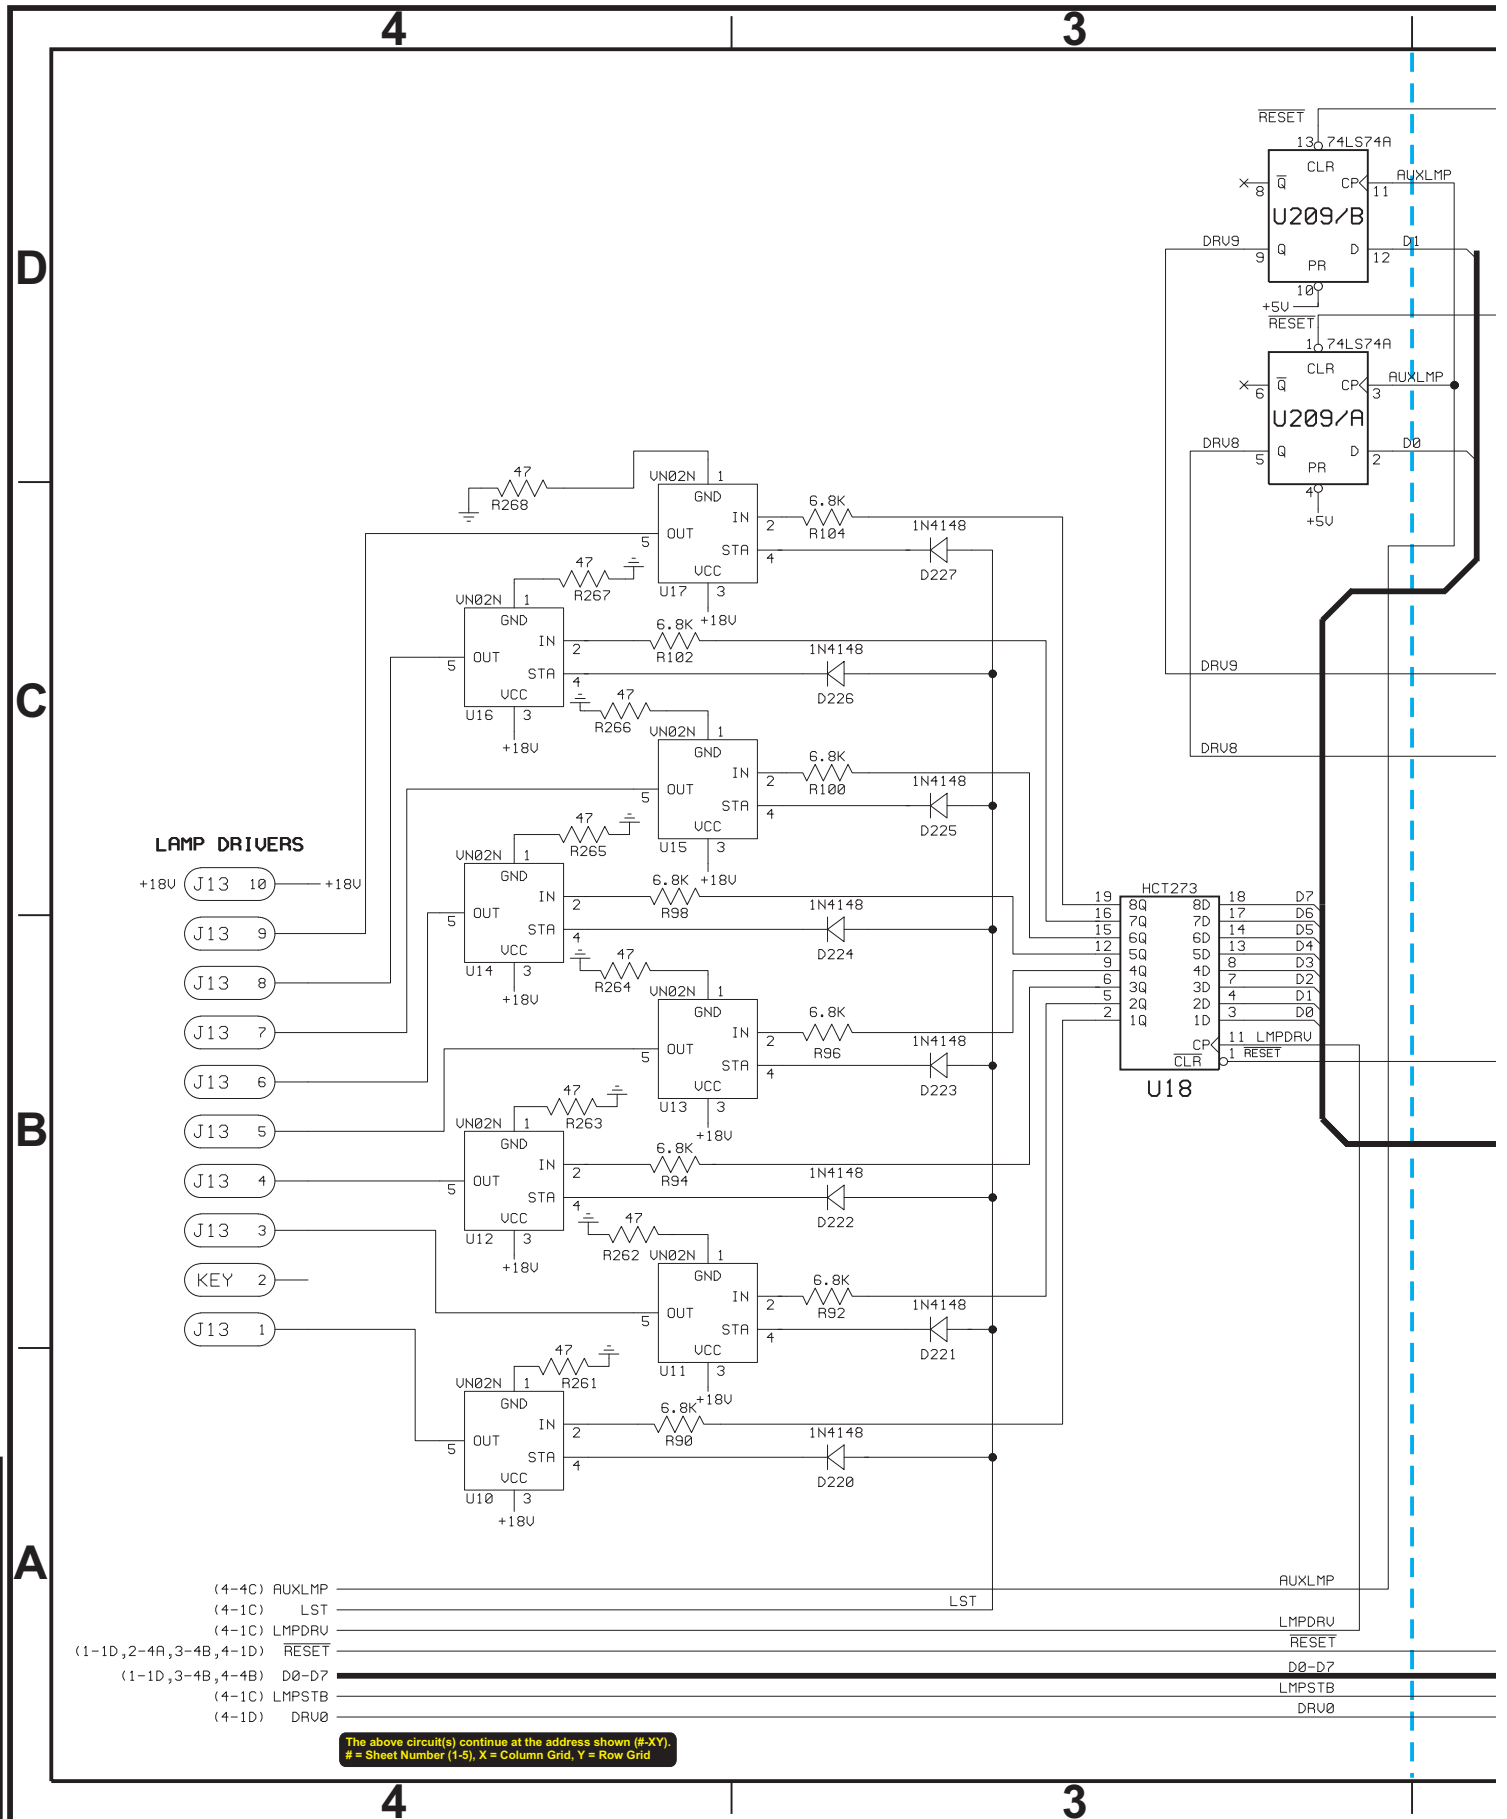 4 3
RESET
13 74LS74A
CLR
Q CP AUXLMP
8 11
U209/B
DRV9 Q D D1
9 12
PR
10
+5V
RESET
1 74LS74A
CLR
Q CP AUXLMP
6 3
U209/A
DRV8 Q D D0
5 2
PR
4
+5V
D
47
R268
VN02N 1
GND
IN 2
6.8K
R104
OUT 5
STA 4
1N4148
D227
VCC
U17 3
+18V
47
R267
VN02N 1
GND
IN 2
6.8K
R102
OUT 5
STA 4
1N4148
D226
VCC
U16 3
+18V
DRV9
C
47
R266
VN02N 1
GND
IN 2
6.8K
R100
OUT 5
STA 4
1N4148
D225
VCC
U15 3
+18V
DRV8
47
R265
VN02N 1
GND
IN 2
6.8K
R98
OUT 5
STA 4
1N4148
D224
VCC
U14 3
+18V
LAMP DRIVERS
+18V J13 10 +18V
J13 9
J13 8
J13 7
J13 6
J13 5
J13 4
J13 3
KEY 2
J13 1
HCT273
19 8Q 8D 18 D7
16 7Q 7D 17 D6
15 6Q 6D 14 D5
12 5Q 5D 13 D4
9 4Q 4D 8 D3
6 3Q 3D 7 D2
5 2Q 2D 4 D1
2 1Q 1D 3 D0
CP 11 LMPDRV
CLR 1 RESET
U18
47
R264
VN02N 1
GND
IN 2
6.8K
R96
OUT 5
STA 4
1N4148
D223
VCC
U13 3
+18V
B
47
R263
VN02N 1
GND
IN 2
6.8K
R94
OUT 5
STA 4
1N4148
D222
VCC
U12 3
+18V
47
R262
VN02N 1
GND
IN 2
6.8K
R92
OUT 5
STA 4
1N4148
D221
VCC
U11 3
+18V
47
R261
VN02N 1
GND
IN 2
6.8K
R90
OUT 5
STA 4
1N4148
D220
VCC
U10 3
+18V
A
(4-4C) AUXLMP AUXLMP
(4-1C) LST LST
(4-1C) LMPDRV LMPDRV
(1-1D,2-4A,3-4B,4-1D) RESET RESET
(1-1D,3-4B,4-4B) D0-D7 D0-D7
(4-1C) LMPSTB LMPSTB
(4-1D) DRV0 DRV0
The above circuit(s) continue at the address shown (#-XY).
# = Sheet Number (1-5), X = Column Grid, Y = Row Grid
4 3